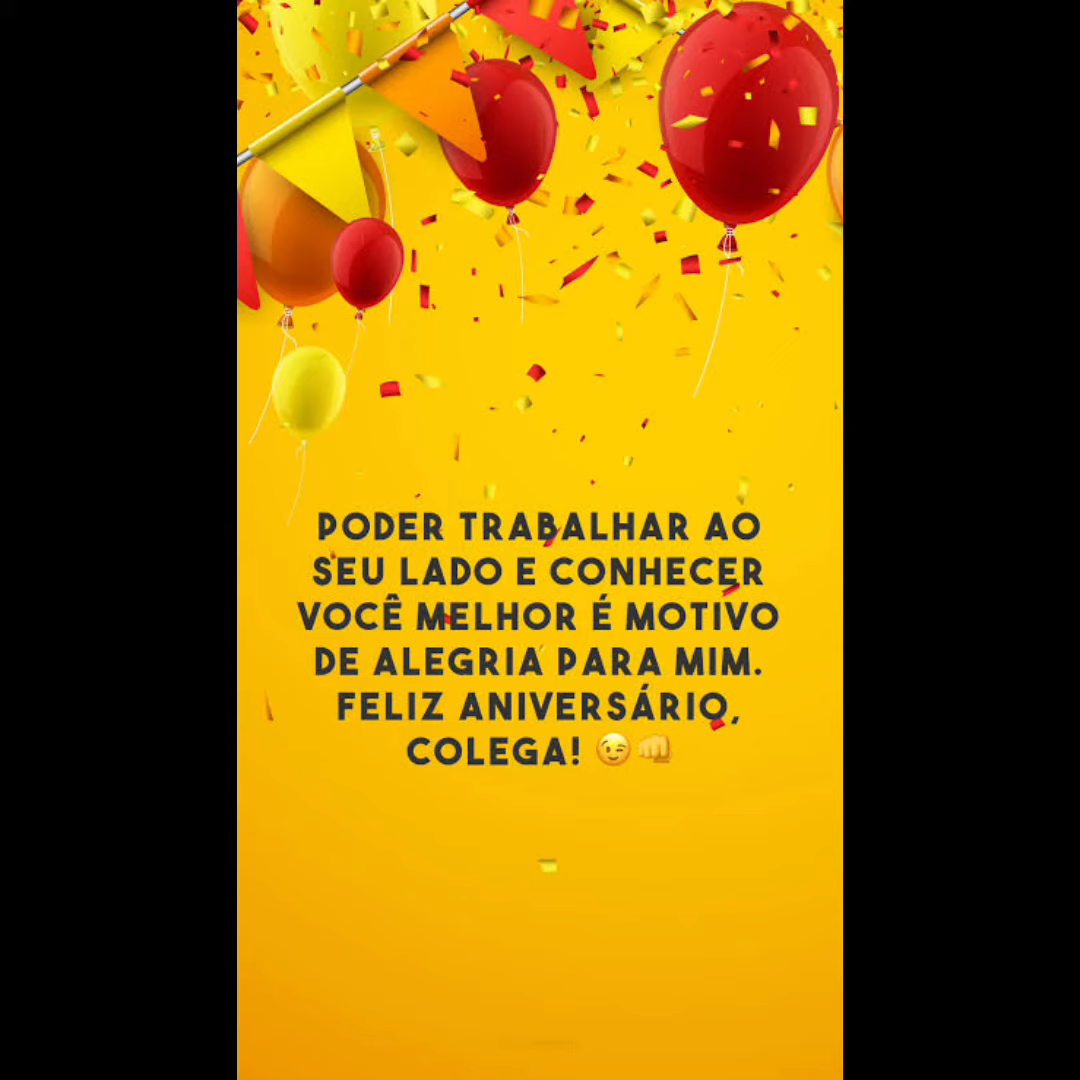 PODER TRABALHAR AO
SEU LADO E CONHECER
VOCÊ MELHOR É MOTIVO
DE ALEGRIA PARA MIM.
FELIZ ANIVERSÁRIO,
COLEGA! 😉👊